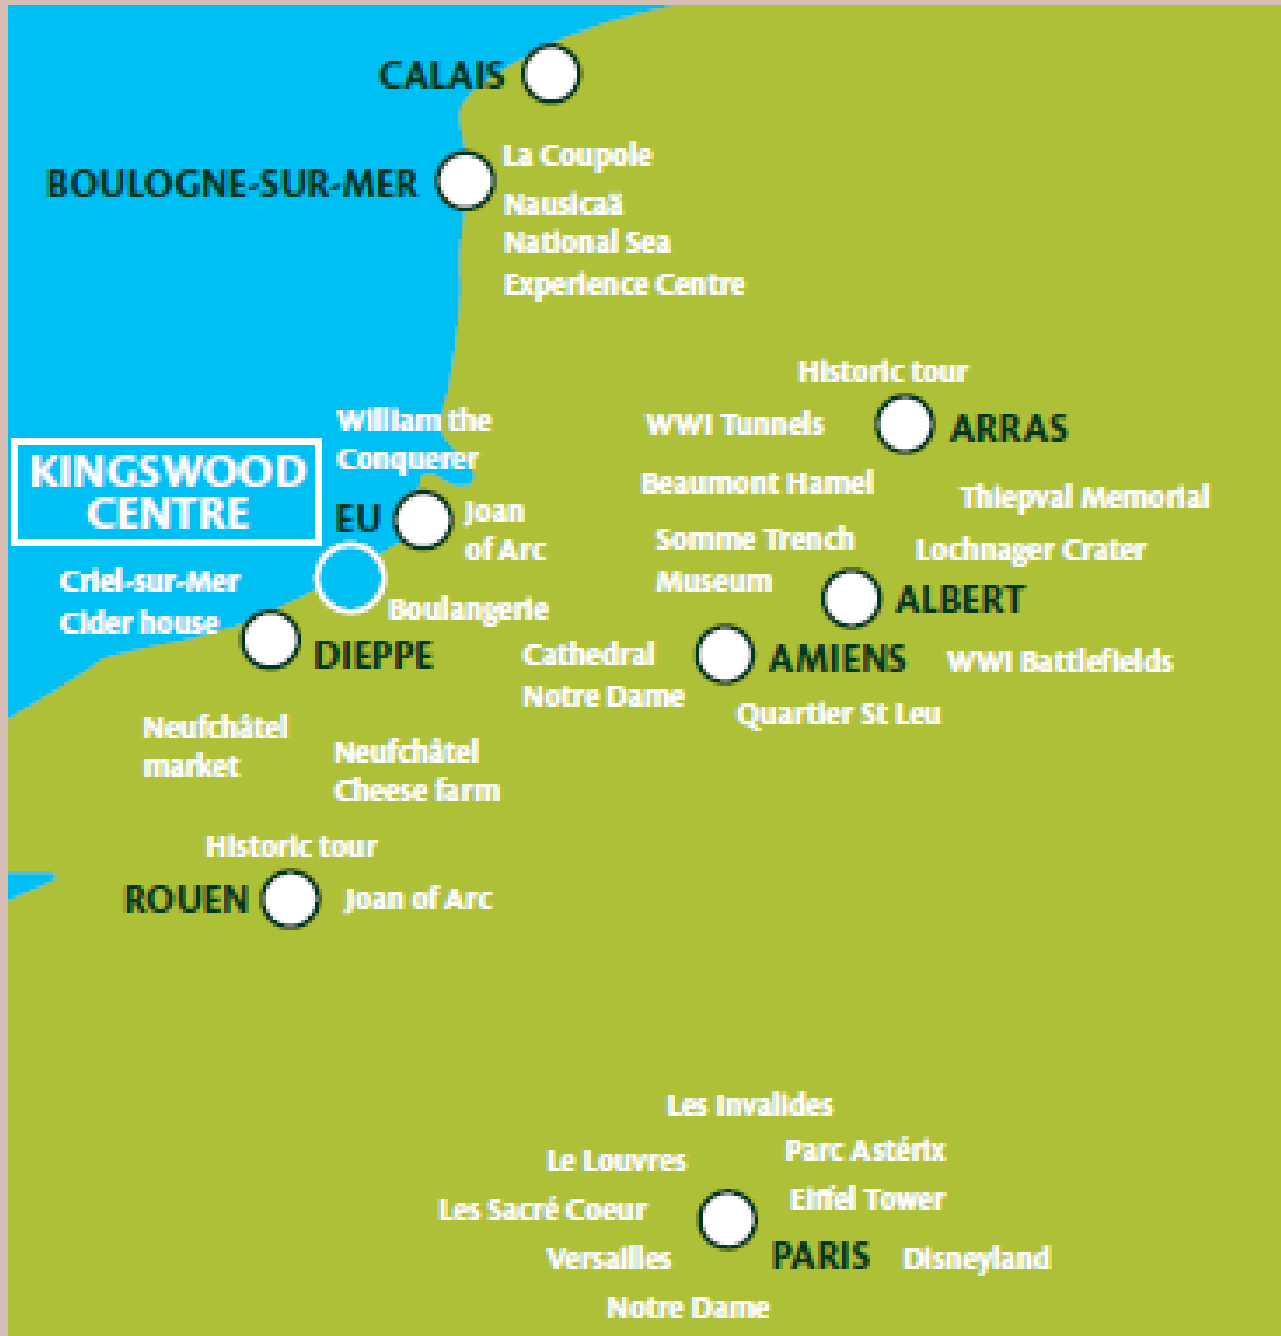 CALAIS
La Coupole
BOULOGNE-SUR-MER
Nausicaä
National Sea
Experience Centre
Historic tour
William the
Conquerer
WWI Tunnels
ARRAS
KINGSWOOD
CENTRE
Beaumont Hamel
Thiepval Memorial
EU
Joan
of Arc
Somme Trench
Museum
Lochnager Crater
Criel-sur-Mer
Cider house
Boulangerie
ALBERT
DIEPPE
Cathedral
Notre Dame
AMIENS
WWI Battlefields
Quartier St Leu
Neufchâtel
market
Neufchâtel
Cheese farm
Historic tour
ROUEN
Joan of Arc
Les Invalides
Le Louvres
Parc Astérix
Les Sacré Coeur
Eiffel Tower
Versailles
PARIS
Disneyland
Notre Dame